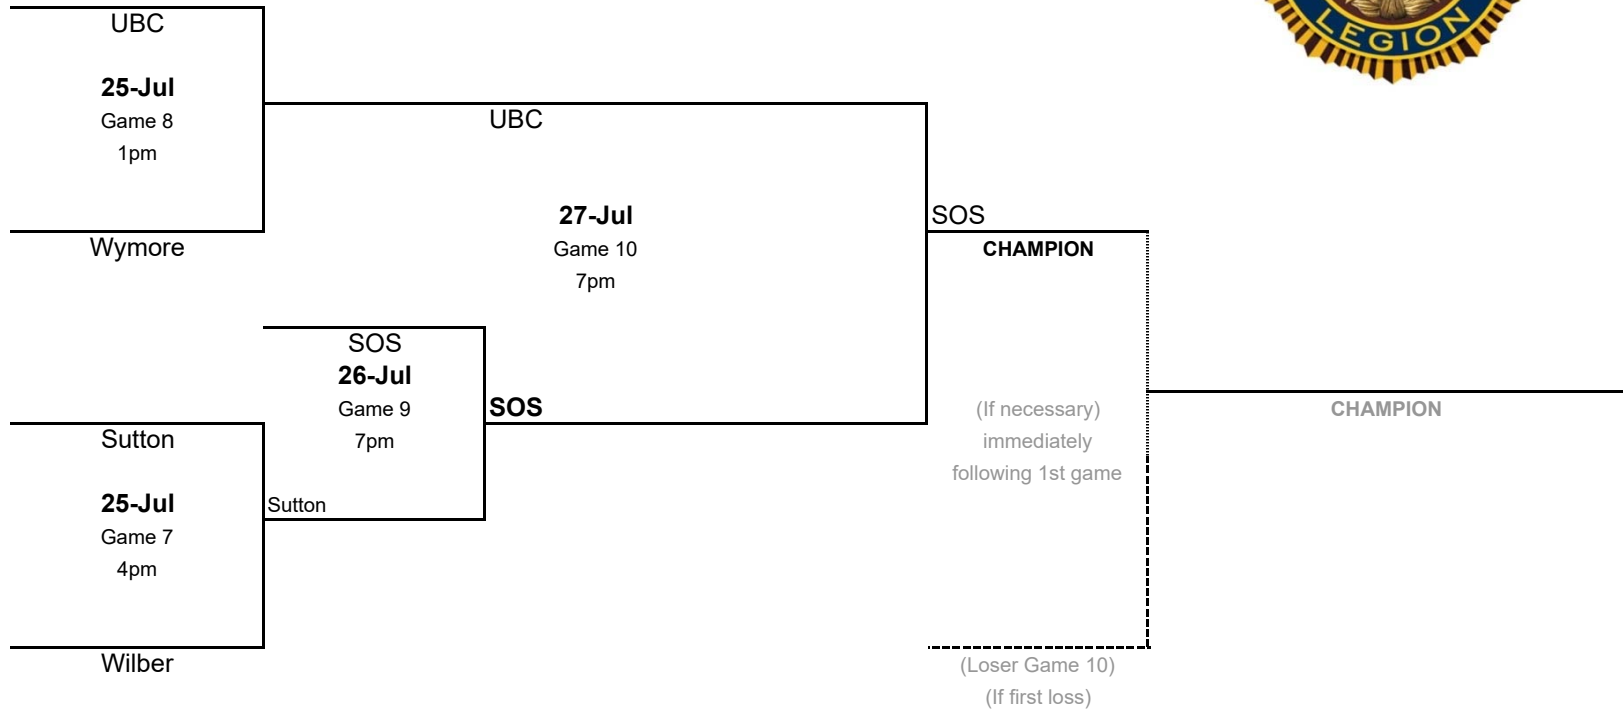 UBC
25-Jul
Game 8
1pm
Wymore
UBC
27-Jul
Game 10
7pm
SOS
26-Jul
Game 9
7pm
SOS
Sutton
25-Jul
Game 7
4pm
Sutton
Wilber
SOS
CHAMPION
(If necessary)
immediately
following 1st game
(Loser Game 10)
(If first loss)
CHAMPION
LEGION